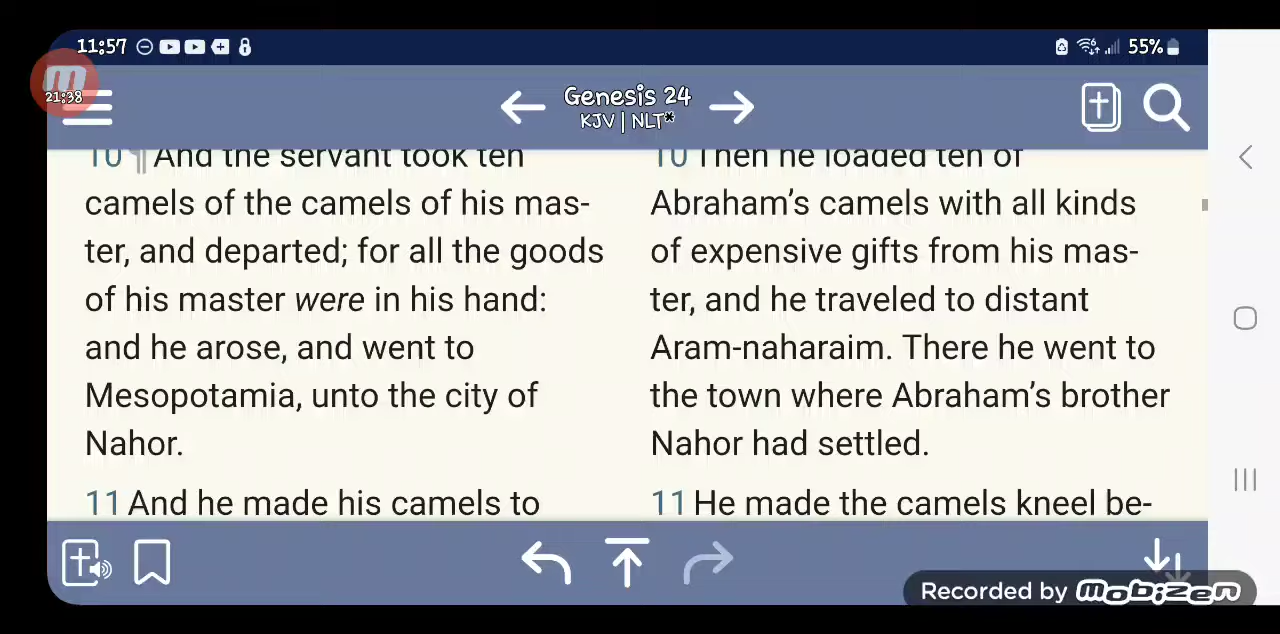 11:57
55%
21:38
Genesis 24
KJV | NLT*
10 ¶ And the servant took ten
camels of the camels of his mas-
ter, and departed; for all the goods
of his master were in his hand:
and he arose, and went to
Mesopotamia, unto the city of
Nahor.
11 And he made his camels to
10 Then he loaded ten of
Abraham's camels with all kinds
of expensive gifts from his mas-
ter, and he traveled to distant
Aram-naharaim. There he went to
the town where Abraham's brother
Nahor had settled.
11 He made the camels kneel be-
Recorded by mobizen